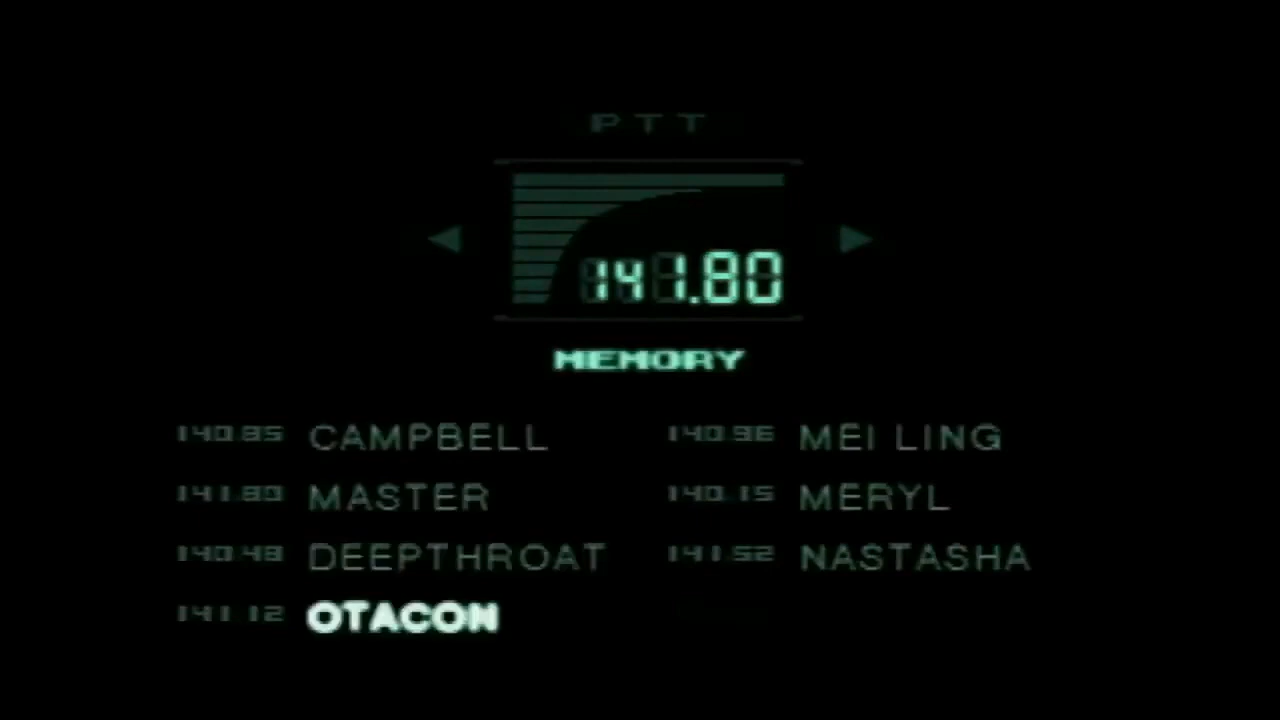 PTT
141.80
MEMORY
140.85 CAMPBELL 140.96 MEI LING
141.80 MASTER 140.15 MERYL
140.48 DEEPTHROAT 141.52 NASTASHA
141.12 OTACON